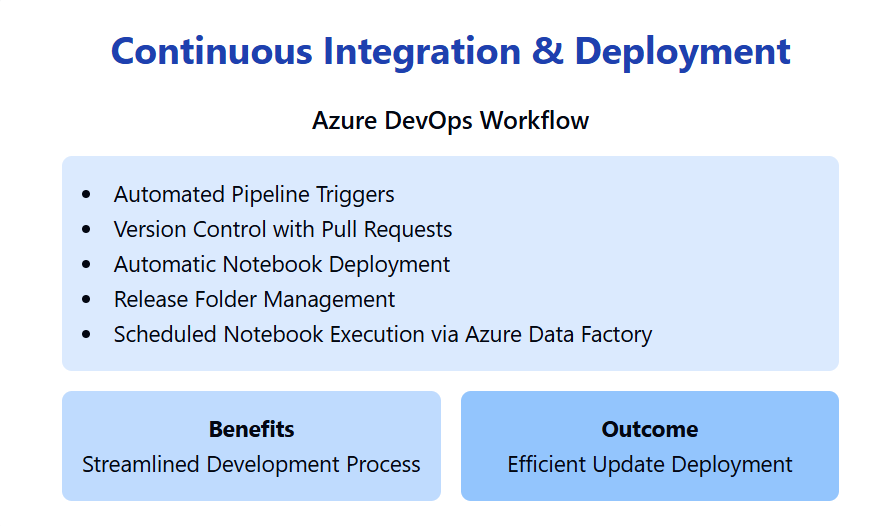 Continuous Integration & Deployment
Azure DevOps Workflow
• Automated Pipeline Triggers
• Version Control with Pull Requests
• Automatic Notebook Deployment
• Release Folder Management
• Scheduled Notebook Execution via Azure Data Factory
Benefits
Streamlined Development Process
Outcome
Efficient Update Deployment